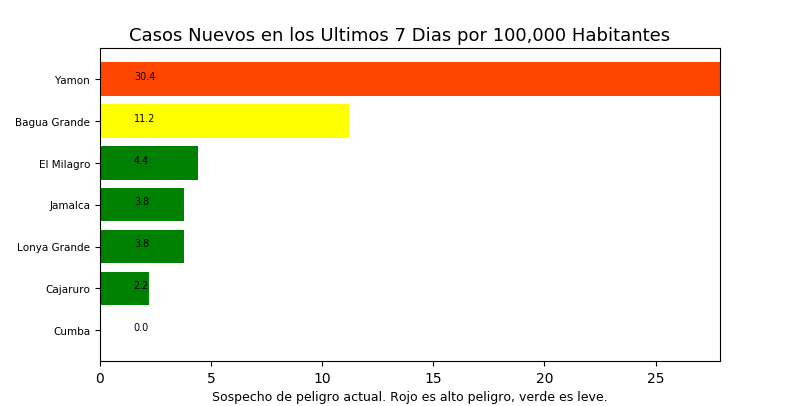 Casos Nuevos en los Ultimos 7 Dias por 100,000 Habitantes
Yamon 30.4
Bagua Grande 11.2
El Milagro 4.4
Jamalca 3.8
Lonya Grande 3.8
Cajaruro 2.2
Cumba 0.0
0 5 10 15 20 25
Sospecho de peligro actual. Rojo es alto peligro, verde es leve.